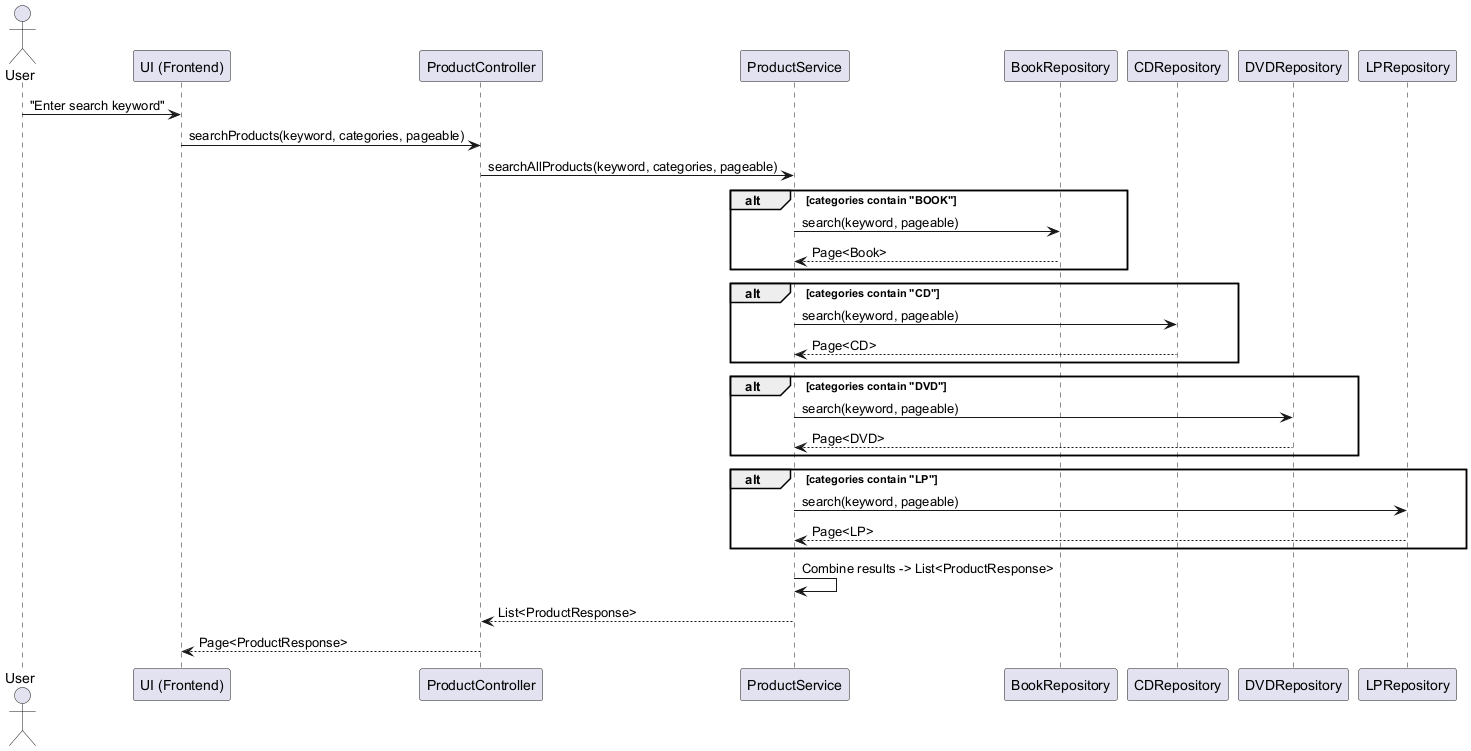 User
UI (Frontend)
ProductController
ProductService
BookRepository
CDRepository
DVDRepository
LPRepository
"Enter search keyword"
searchProducts(keyword, categories, pageable)
searchAllProducts(keyword, categories, pageable)
alt
[categories contain "BOOK"]
search(keyword, pageable)
Page<Book>
alt
[categories contain "CD"]
search(keyword, pageable)
Page<CD>
alt
[categories contain "DVD"]
search(keyword, pageable)
Page<DVD>
alt
[categories contain "LP"]
search(keyword, pageable)
Page<LP>
Combine results -> List<ProductResponse>
List<ProductResponse>
Page<ProductResponse>
User
UI (Frontend)
ProductController
ProductService
BookRepository
CDRepository
DVDRepository
LPRepository